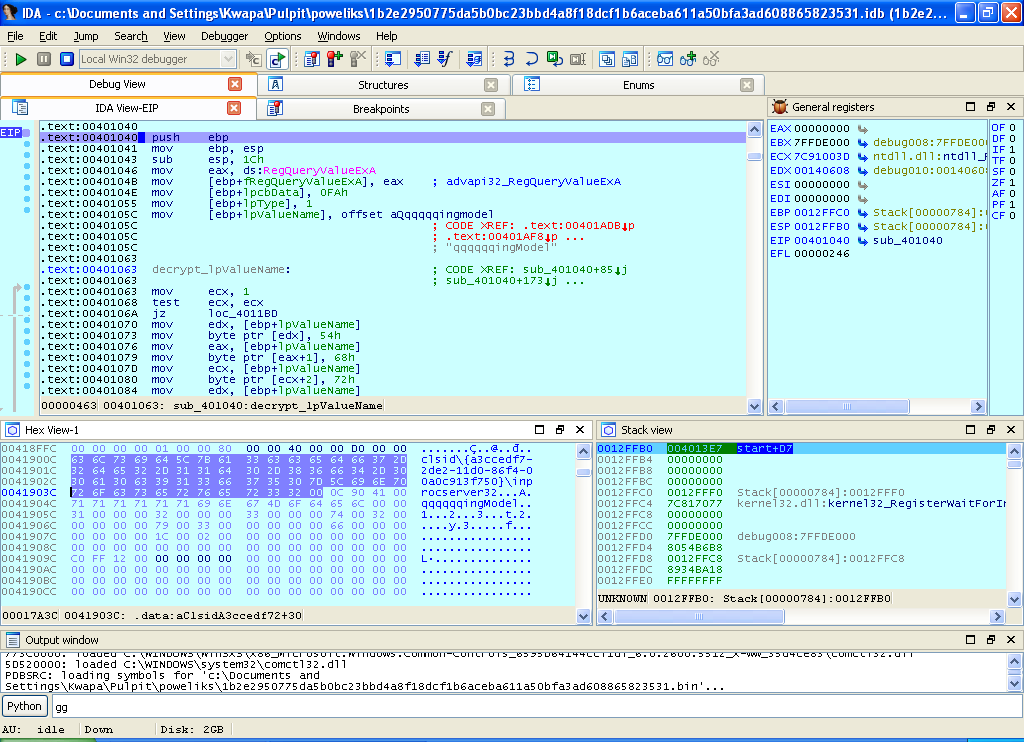 IDA - c:\Documents and Settings\Kwapa\Pulpit\poweliks\1b2e2950775da5b0bc23bbd4a8f18dcf1b6aceba611a50bfa3ad608865823531.idb (1b2e2...
File Edit Jump Search View Debugger Options Windows Help
Local Win32 debugger
Debug View Structures Enums
IDA View-EIP Breakpoints
.text:00401040
EIP .text:00401040 push ebp
.text:00401041 mov ebp, esp
.text:00401043 sub esp, 1Ch
.text:00401046 mov eax, ds:RegQueryValueExA
.text:0040104B mov [ebp+fRegQueryValueExA], eax ; advapi32_RegQueryValueExA
.text:0040104E mov [ebp+lpcbData], 0FAh
.text:00401055 mov [ebp+lpType], 1
.text:0040105C mov [ebp+lpValueName], offset aQqqqqqingmodel
.text:0040105C ; CODE XREF: .text:00401ADB↓p
.text:0040105C ; .text:00401AF8↓p ...
.text:0040105C ; "qqqqqqingModel"
.text:00401063
.text:00401063 decrypt_lpValueName: ; CODE XREF: sub_401040+85↓j
.text:00401063 ; sub_401040+173↓j ...
.text:00401063 mov ecx, 1
.text:00401068 test ecx, ecx
.text:0040106A jz loc_4011BD
.text:00401070 mov edx, [ebp+lpValueName]
.text:00401073 mov byte ptr [edx], 54h
.text:00401076 mov eax, [ebp+lpValueName]
.text:00401079 mov byte ptr [eax+1], 68h
.text:0040107D mov ecx, [ebp+lpValueName]
.text:00401080 mov byte ptr [ecx+2], 72h
.text:00401084 mov edx, [ebp+lpValueName]
00000463 00401063: sub_401040:decrypt_lpValueName
General registers
EAX 00000000
EBX 7FFDE000 debug008:7FFDE000
ECX 7C91003D ntdll.dll:ntdll_
EDX 00140608 debug010:00140608
ESI 00000000
EDI 00000000
EBP 0012FFC0 Stack[00000784]:
ESP 0012FFB0 Stack[00000784]:
EIP 00401040 sub_401040
EFL 00000246
OF 0
DF 0
IF 1
TF 0
SF 0
ZF 1
AF 0
PF 1
CF 0
Hex View-1
00418FFC 00 00 00 00 01 00 00 80 00 00 40 00 00 D0 00 00
0041900C 63 6C 73 69 64 5C 7B 61 33 63 63 65 64 66 37 2D clsid\{a3ccedf7-
0041901C 32 64 65 32 2D 31 31 64 30 2D 38 36 66 34 2D 30 2de2-11d0-86f4-0
0041902C 30 61 30 63 39 31 33 66 37 35 30 7D 5C 69 6E 70 0a0c913f750}\inp
0041903C 72 6F 63 73 65 72 76 65 72 33 32 00 0C 90 41 00 rocserver32...A.
0041904C 71 71 71 71 71 71 69 6E 67 4D 6F 64 65 6C 00 00 qqqqqqingModel..
0041905C 31 00 00 00 32 00 00 00 33 00 00 00 74 00 32 00 1...2...3...t.2.
0041906C 00 00 00 00 79 00 33 00 00 00 00 00 66 00 00 00 ....y.3.....f...
0041907C 00 00 00 00 1C 00 02 00 00 00 00 00 00 00 00 00 ................
0041908C 00 00 00 00 00 00 00 00 00 00 00 00 00 00 00 00 ................
0041909C C0 FF 12 00 00 00 00 00 00 00 00 00 00 00 00 00
004190AC 00 00 00 00 00 00 00 00 00 00 00 00 00 00 00 00 ................
004190BC 00 00 00 00 00 00 00 00 00 00 00 00 00 00 00 00 ................
004190CC 00 00 00 00 00 00 00 00 00 00 00 00 00 00 00 00 ................
00017A3C 0041903C: .data:aClsidA3ccedf72+30
Stack view
0012FFB0 004013E7 start+D7
0012FFB4 00000000
0012FFB8 00000000
0012FFBC 00000000
0012FFC0 0012FFF0 Stack[00000784]:0012FFF0
0012FFC4 7C817077 kernel32.dll:kernel32_RegisterWaitForIn
0012FFC8 00000000
0012FFCC 00000000
0012FFD0 7FFDE000 debug008:7FFDE000
0012FFD4 8054B6B8
0012FFD8 0012FFC8 Stack[00000784]:0012FFC8
0012FFDC 8934BA18
0012FFE0 FFFFFFFF
UNKNOWN 0012FFB0: Stack[00000784]:0012FFB0
Output window
5D520000: loaded C:\WINDOWS\system32\comctl32.dll
PDBSRC: loading symbols for 'c:\Documents and
Settings\Kwapa\Pulpit\poweliks\1b2e2950775da5b0bc23bbd4a8f18dcf1b6aceba611a50bfa3ad608865823531.bin'...
Python gg
AU: idle Down Disk: 2GB